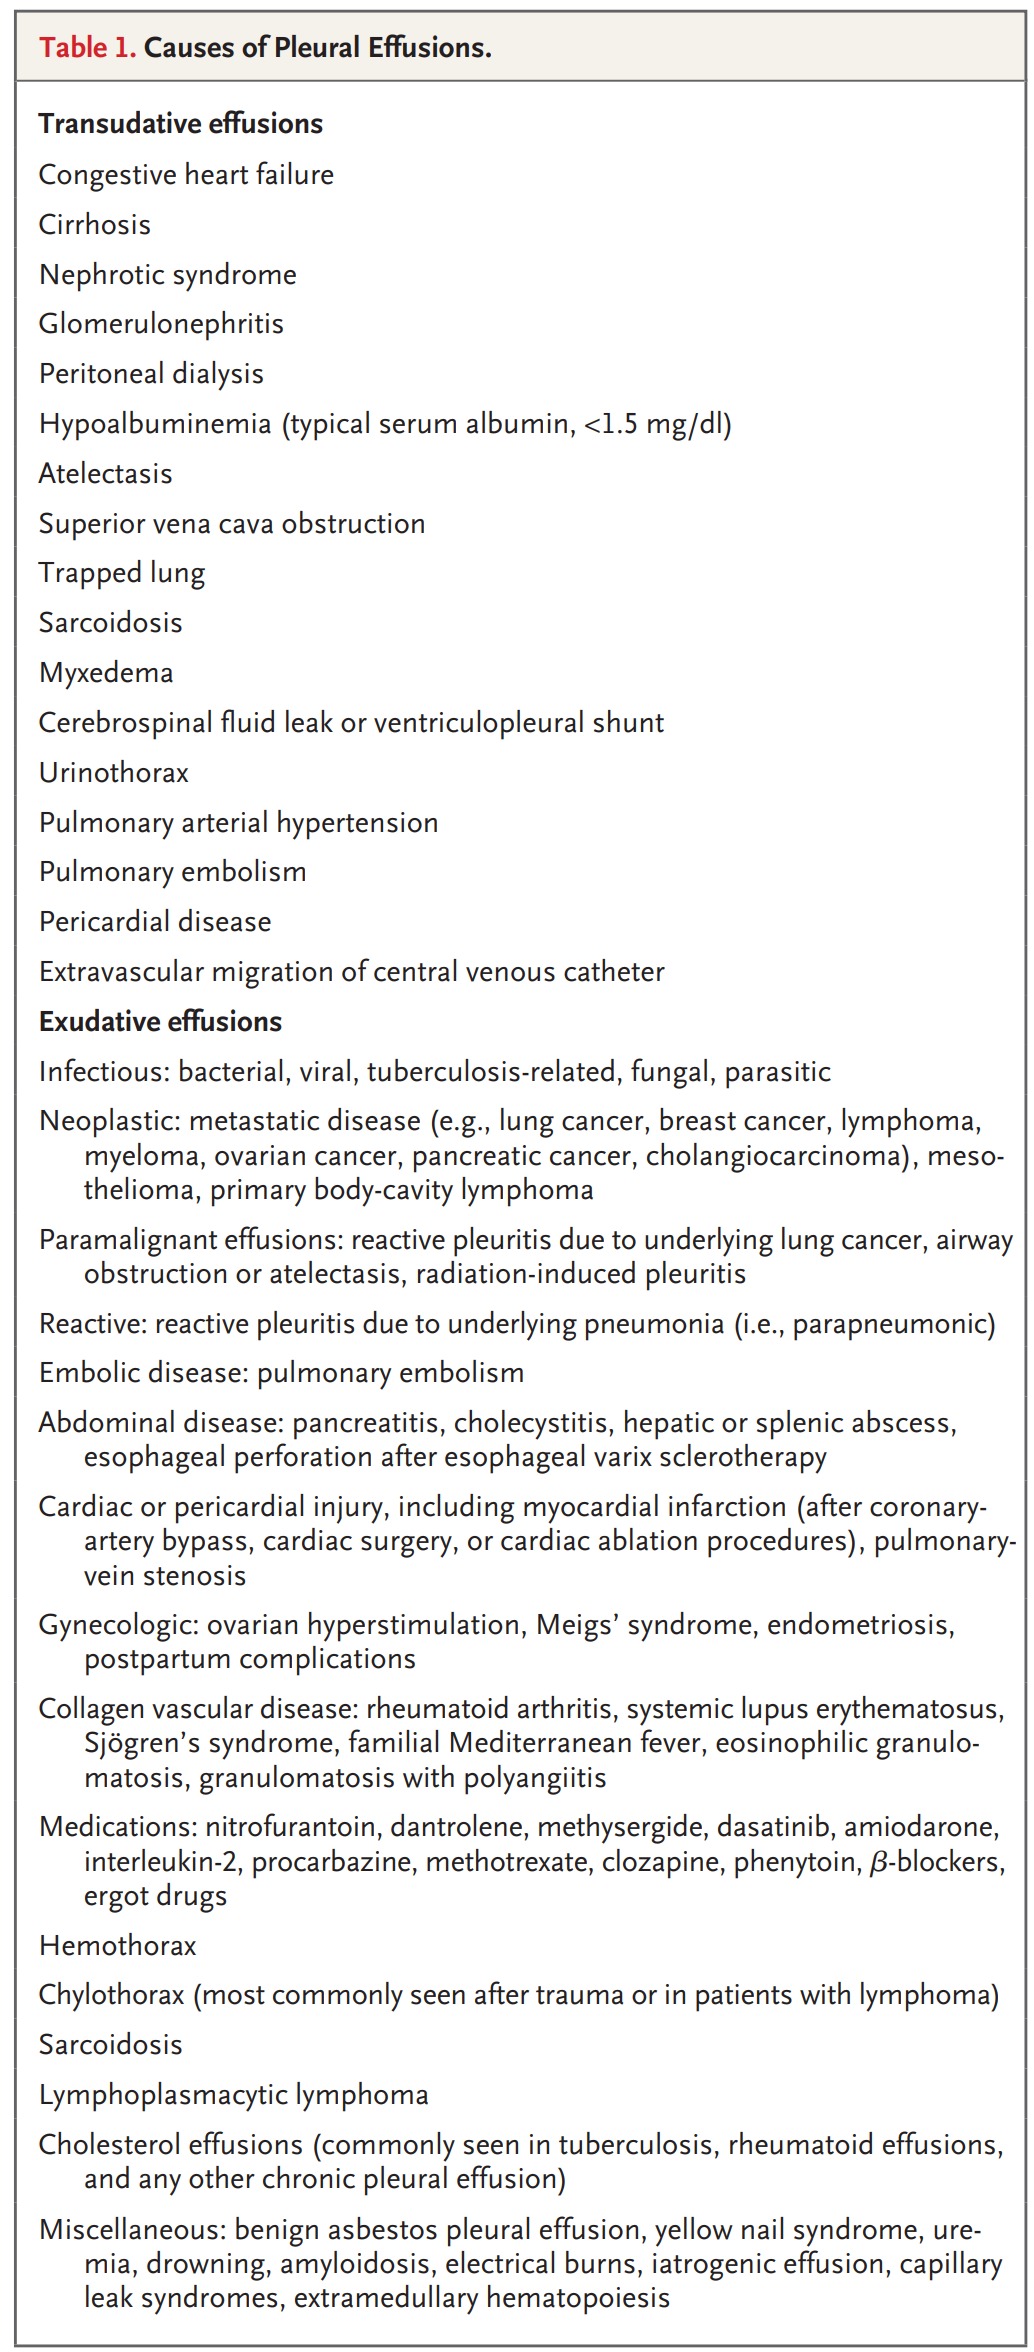 Table 1. Causes of Pleural Effusions.
Transudative effusions
Congestive heart failure
Cirrhosis
Nephrotic syndrome
Glomerulonephritis
Peritoneal dialysis
Hypoalbuminemia (typical serum albumin, <1.5 mg/dl)
Atelectasis
Superior vena cava obstruction
Trapped lung
Sarcoidosis
Myxedema
Cerebrospinal fluid leak or ventriculopleural shunt
Urinothorax
Pulmonary arterial hypertension
Pulmonary embolism
Pericardial disease
Extravascular migration of central venous catheter
Exudative effusions
Infectious: bacterial, viral, tuberculosis-related, fungal, parasitic
Neoplastic: metastatic disease (e.g., lung cancer, breast cancer, lymphoma,
myeloma, ovarian cancer, pancreatic cancer, cholangiocarcinoma), meso-
thelioma, primary body-cavity lymphoma
Paramalignant effusions: reactive pleuritis due to underlying lung cancer, airway
obstruction or atelectasis, radiation-induced pleuritis
Reactive: reactive pleuritis due to underlying pneumonia (i.e., parapneumonic)
Embolic disease: pulmonary embolism
Abdominal disease: pancreatitis, cholecystitis, hepatic or splenic abscess,
esophageal perforation after esophageal varix sclerotherapy
Cardiac or pericardial injury, including myocardial infarction (after coronary-
artery bypass, cardiac surgery, or cardiac ablation procedures), pulmonary-
vein stenosis
Gynecologic: ovarian hyperstimulation, Meigs’ syndrome, endometriosis,
postpartum complications
Collagen vascular disease: rheumatoid arthritis, systemic lupus erythematosus,
Sjögren’s syndrome, familial Mediterranean fever, eosinophilic granulo-
matosis, granulomatosis with polyangiitis
Medications: nitrofurantoin, dantrolene, methysergide, dasatinib, amiodarone,
interleukin-2, procarbazine, methotrexate, clozapine, phenytoin, β-blockers,
ergot drugs
Hemothorax
Chylothorax (most commonly seen after trauma or in patients with lymphoma)
Sarcoidosis
Lymphoplasmacytic lymphoma
Cholesterol effusions (commonly seen in tuberculosis, rheumatoid effusions,
and any other chronic pleural effusion)
Miscellaneous: benign asbestos pleural effusion, yellow nail syndrome, ure-
mia, drowning, amyloidosis, electrical burns, iatrogenic effusion, capillary
leak syndromes, extramedullary hematopoiesis